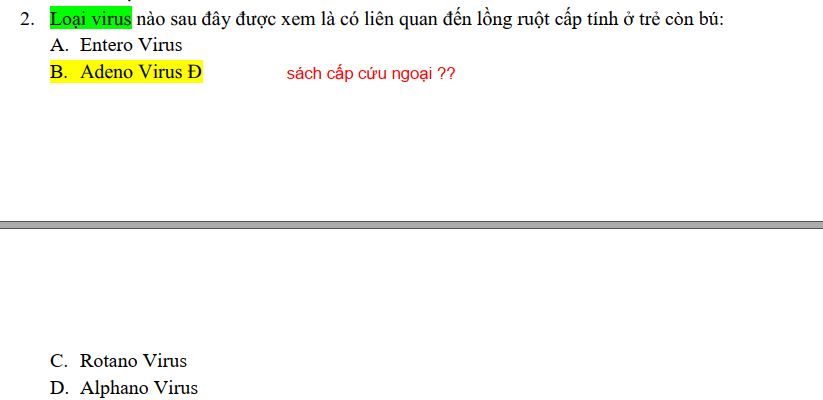 2. Loại virus nào sau đây được xem là có liên quan đến lồng ruột cấp tính ở trẻ còn bú:
A. Entero Virus
B. Adeno Virus Đ sách cấp cứu ngoại ??
C. Rotano Virus
D. Alphano Virus